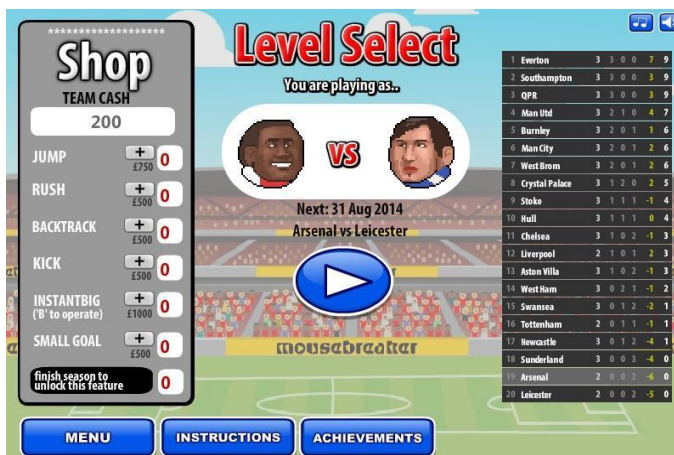 ********************
Shop
TEAM CASH
200
JUMP + £750 0
RUSH + £500 0
BACKTRACK + £500 0
KICK + £500 0
INSTANTBIG + £1000 0
('B' to operate)
SMALL GOAL + £500 0
finish season to
unlock this feature 0
Level Select
You are playing as..
VS
Next: 31 Aug 2014
Arsenal vs Leicester
mousebreaker
1 Everton 3 3 0 0 7 9
2 Southampton 3 3 0 0 3 9
3 QPR 3 3 0 0 3 9
4 Man Utd 3 2 1 0 4 7
5 Burnley 3 2 0 1 1 6
6 Man City 3 2 0 1 2 6
7 West Brom 3 2 0 1 2 6
8 Crystal Palace 3 1 2 0 2 5
9 Stoke 3 1 1 1 -1 4
10 Hull 3 1 1 1 0 4
11 Chelsea 3 1 0 2 -1 3
12 Liverpool 2 1 0 1 2 3
13 Aston Villa 3 1 0 2 -1 3
14 West Ham 3 0 2 1 -1 2
15 Swansea 3 0 1 2 -2 1
16 Tottenham 2 0 1 1 -1 1
17 Newcastle 3 0 1 2 -4 1
18 Sunderland 3 0 0 3 -4 0
19 Arsenal 2 0 0 2 -6 0
20 Leicester 2 0 0 2 -5 0
MENU
INSTRUCTIONS
ACHIEVEMENTS